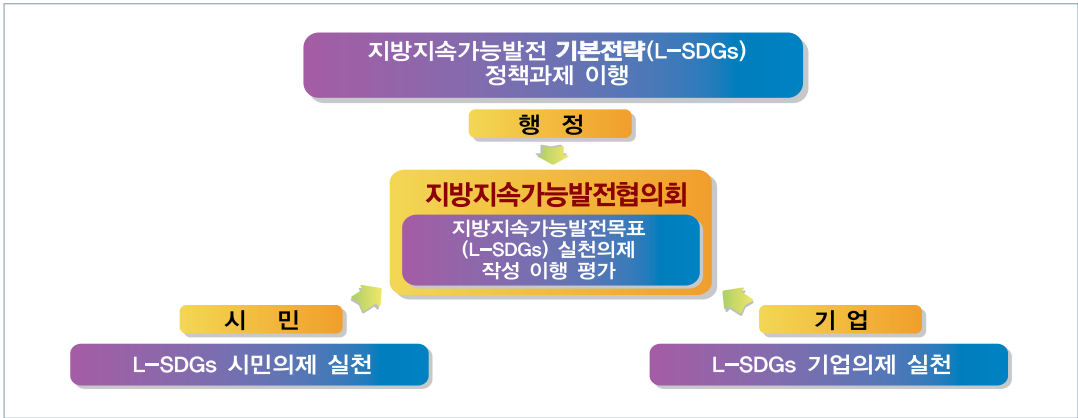 지방지속가능발전 기본전략(L-SDGs)
정책과제 이행
행 정
지방지속가능발전협의회
지방지속가능발전목표
(L-SDGs) 실천의제
작성 이행 평가
시 민
기 업
L-SDGs 시민의제 실천
L-SDGs 기업의제 실천